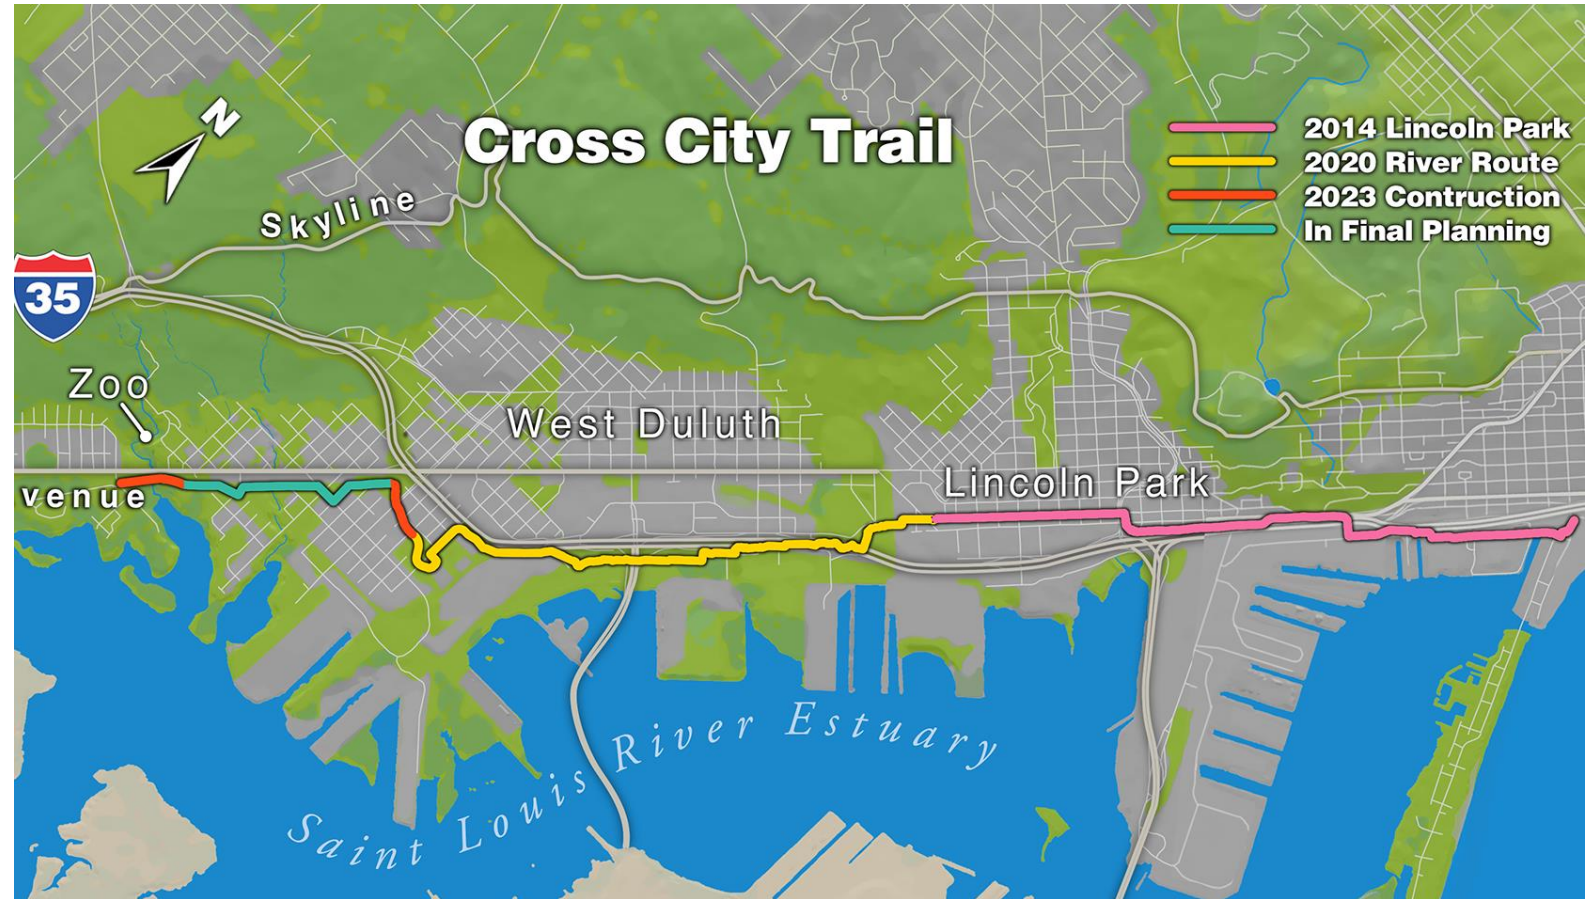 N
Cross City Trail
2014 Lincoln Park
2020 River Route
2023 Contruction
In Final Planning
Skyline
35
Zoo
West Duluth
Lincoln Park
venue
Saint Louis River Estuary